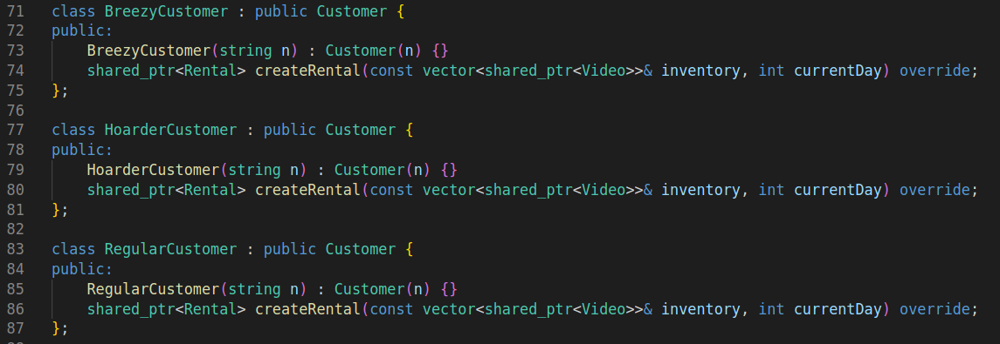 71 class BreezyCustomer : public Customer {
72 public:
73     BreezyCustomer(string n) : Customer(n) {}
74     shared_ptr<Rental> createRental(const vector<shared_ptr<Video>>& inventory, int currentDay) override;
75 };
76
77 class HoarderCustomer : public Customer {
78 public:
79     HoarderCustomer(string n) : Customer(n) {}
80     shared_ptr<Rental> createRental(const vector<shared_ptr<Video>>& inventory, int currentDay) override;
81 };
82
83 class RegularCustomer : public Customer {
84 public:
85     RegularCustomer(string n) : Customer(n) {}
86     shared_ptr<Rental> createRental(const vector<shared_ptr<Video>>& inventory, int currentDay) override;
87 };